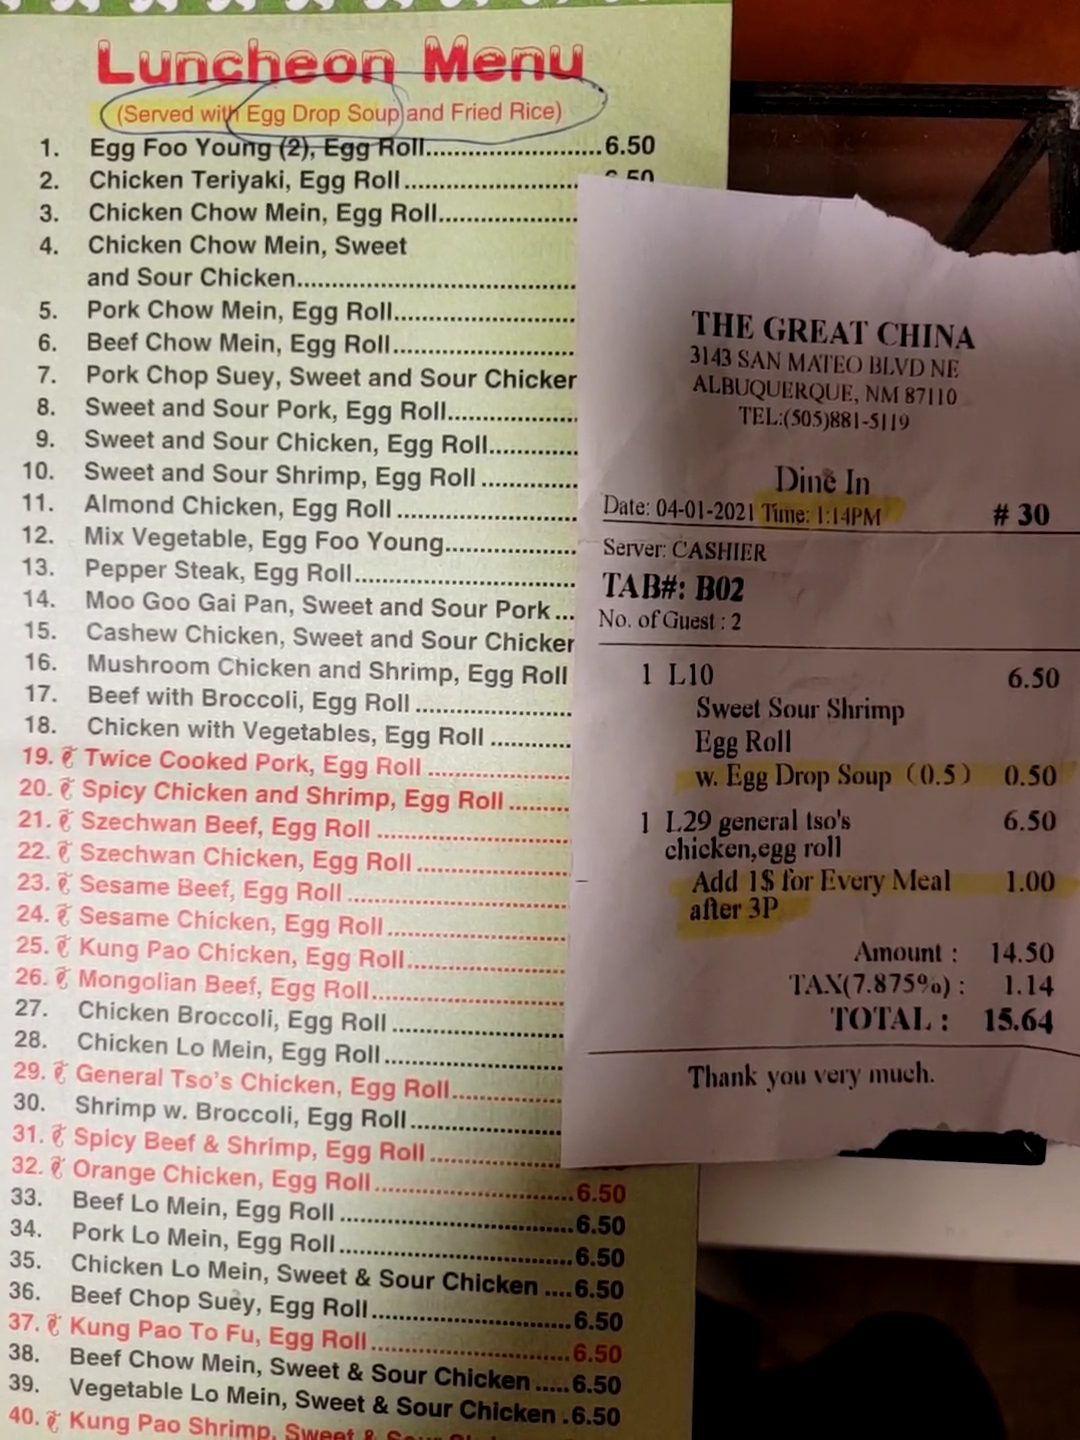 Luncheon Menu
(Served with Egg Drop Soup and Fried Rice)
1. Egg Foo Young (2), Egg Roll..........................6.50
2. Chicken Teriyaki, Egg Roll.......................... 6.50
3. Chicken Chow Mein, Egg Roll....................
4. Chicken Chow Mein, Sweet
and Sour Chicken..........................................
5. Pork Chow Mein, Egg Roll..........................
6. Beef Chow Mein, Egg Roll..........................
7. Pork Chop Suey, Sweet and Sour Chicken
8. Sweet and Sour Pork, Egg Roll..................
9. Sweet and Sour Chicken, Egg Roll.............
10. Sweet and Sour Shrimp, Egg Roll..............
11. Almond Chicken, Egg Roll..........................
12. Mix Vegetable, Egg Foo Young..................
13. Pepper Steak, Egg Roll................................
14. Moo Goo Gai Pan, Sweet and Sour Pork...
15. Cashew Chicken, Sweet and Sour Chicken
16. Mushroom Chicken and Shrimp, Egg Roll
17. Beef with Broccoli, Egg Roll......................
18. Chicken with Vegetables, Egg Roll...........
19. Twice Cooked Pork, Egg Roll....................
20. Spicy Chicken and Shrimp, Egg Roll........
21. Szechwan Beef, Egg Roll...........................
22. Szechwan Chicken, Egg Roll.....................
23. Sesame Beef, Egg Roll...............................
24. Sesame Chicken, Egg Roll.........................
25. Kung Pao Chicken, Egg Roll.....................
26. Mongolian Beef, Egg Roll..........................
27. Chicken Broccoli, Egg Roll........................
28. Chicken Lo Mein, Egg Roll.........................
29. General Tso's Chicken, Egg Roll...............
30. Shrimp w. Broccoli, Egg Roll.....................
31. Spicy Beef & Shrimp, Egg Roll..................
32. Orange Chicken, Egg Roll.............................6.50
33. Beef Lo Mein, Egg Roll..................................6.50
34. Pork Lo Mein, Egg Roll..................................6.50
35. Chicken Lo Mein, Sweet & Sour Chicken ....6.50
36. Beef Chop Suey, Egg Roll.............................6.50
37. Kung Pao To Fu, Egg Roll.............................6.50
38. Beef Chow Mein, Sweet & Sour Chicken .....6.50
39. Vegetable Lo Mein, Sweet & Sour Chicken .6.50
40. Kung Pao Shrimp, Sweet & Sour
THE GREAT CHINA
3143 SAN MATEO BLVD NE
ALBUQUERQUE, NM 87110
TEL:(505)881-5119
Dine In
Date: 04-01-2021 Time: 1:14PM # 30
Server: CASHIER
TAB#: B02
No. of Guest : 2
1 L10 6.50
Sweet Sour Shrimp
Egg Roll
w. Egg Drop Soup (0.5) 0.50
1 L29 general tso's 6.50
chicken,egg roll
Add 1$ for Every Meal 1.00
after 3P
Amount : 14.50
TAX(7.875%) : 1.14
TOTAL : 15.64
Thank you very much.